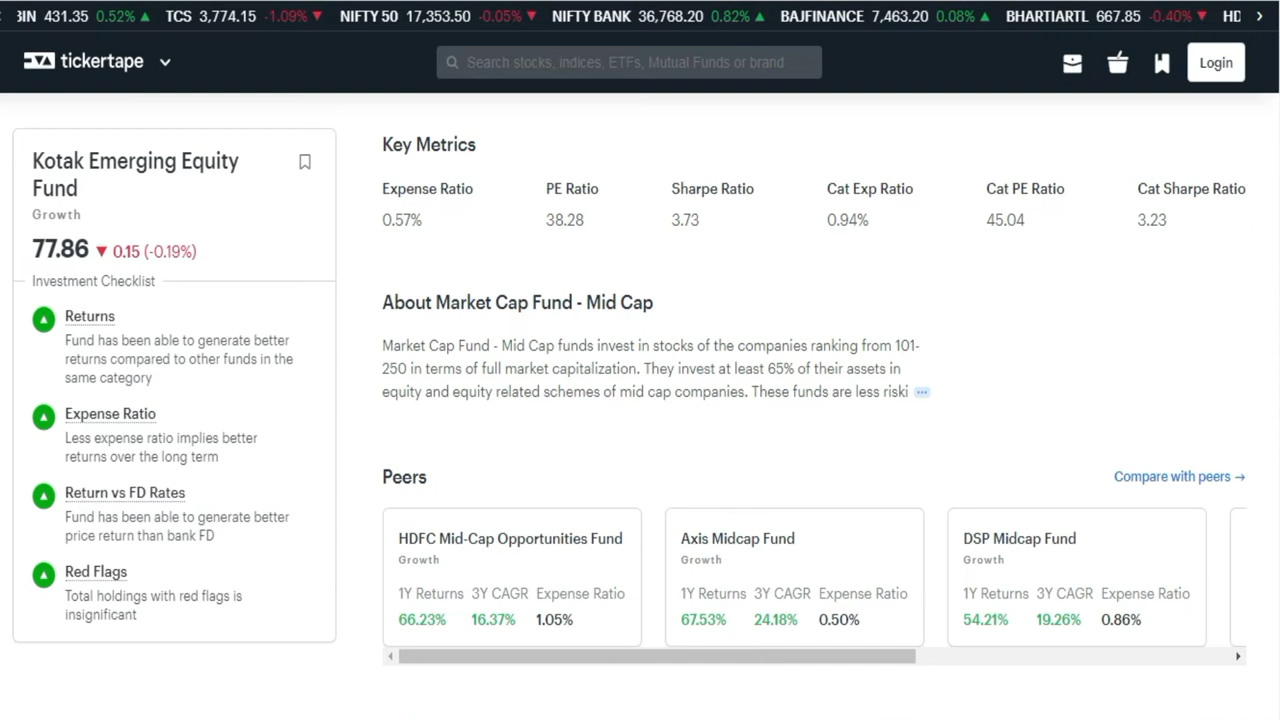 BIN 431.35 0.52% ▲ TCS 3,774.15 -1.09% ▼ NIFTY 50 17,353.50 -0.05% ▼ NIFTY BANK 36,768.20 0.82% ▲ BAJFINANCE 7,463.20 0.08% ▲ BHARTIARTL 667.85 -0.40% ▼ HD
tickertape
Search stocks, indices, ETFs, Mutual Funds or brand
Login
Kotak Emerging Equity
Fund
Growth
77.86 ▼ 0.15 (-0.19%)
Investment Checklist
Returns
Fund has been able to generate better
returns compared to other funds in the
same category
Expense Ratio
Less expense ratio implies better
returns over the long term
Return vs FD Rates
Fund has been able to generate better
price return than bank FD
Red Flags
Total holdings with red flags is
insignificant
Key Metrics
Expense Ratio PE Ratio Sharpe Ratio Cat Exp Ratio Cat PE Ratio Cat Sharpe Ratio
0.57% 38.28 3.73 0.94% 45.04 3.23
About Market Cap Fund - Mid Cap
Market Cap Fund - Mid Cap funds invest in stocks of the companies ranking from 101-
250 in terms of full market capitalization. They invest at least 65% of their assets in
equity and equity related schemes of mid cap companies. These funds are less riski ...
Peers
Compare with peers →
HDFC Mid-Cap Opportunities Fund
Growth
1Y Returns 3Y CAGR Expense Ratio
66.23% 16.37% 1.05%
Axis Midcap Fund
Growth
1Y Returns 3Y CAGR Expense Ratio
67.53% 24.18% 0.50%
DSP Midcap Fund
Growth
1Y Returns 3Y CAGR Expense Ratio
54.21% 19.26% 0.86%